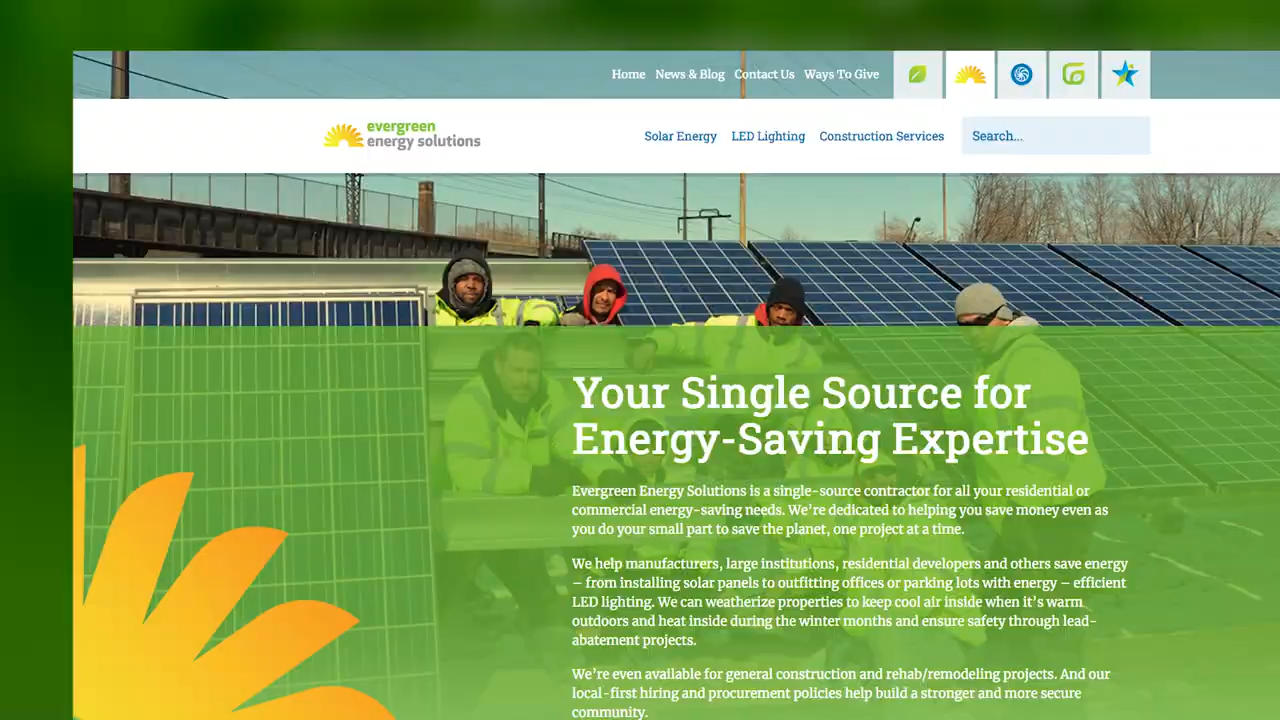 Home News & Blog Contact Us Ways To Give
evergreen
energy solutions
Solar Energy LED Lighting Construction Services Search...
Your Single Source for
Energy-Saving Expertise
Evergreen Energy Solutions is a single-source contractor for all your residential or
commercial energy-saving needs. We’re dedicated to helping you save money even as
you do your small part to save the planet, one project at a time.
We help manufacturers, large institutions, residential developers and others save energy
– from installing solar panels to outfitting offices or parking lots with energy – efficient
LED lighting. We can weatherize properties to keep cool air inside when it’s warm
outdoors and heat inside during the winter months and ensure safety through lead-
abatement projects.
We’re even available for general construction and rehab/remodeling projects. And our
local-first hiring and procurement policies help build a stronger and more secure
community.